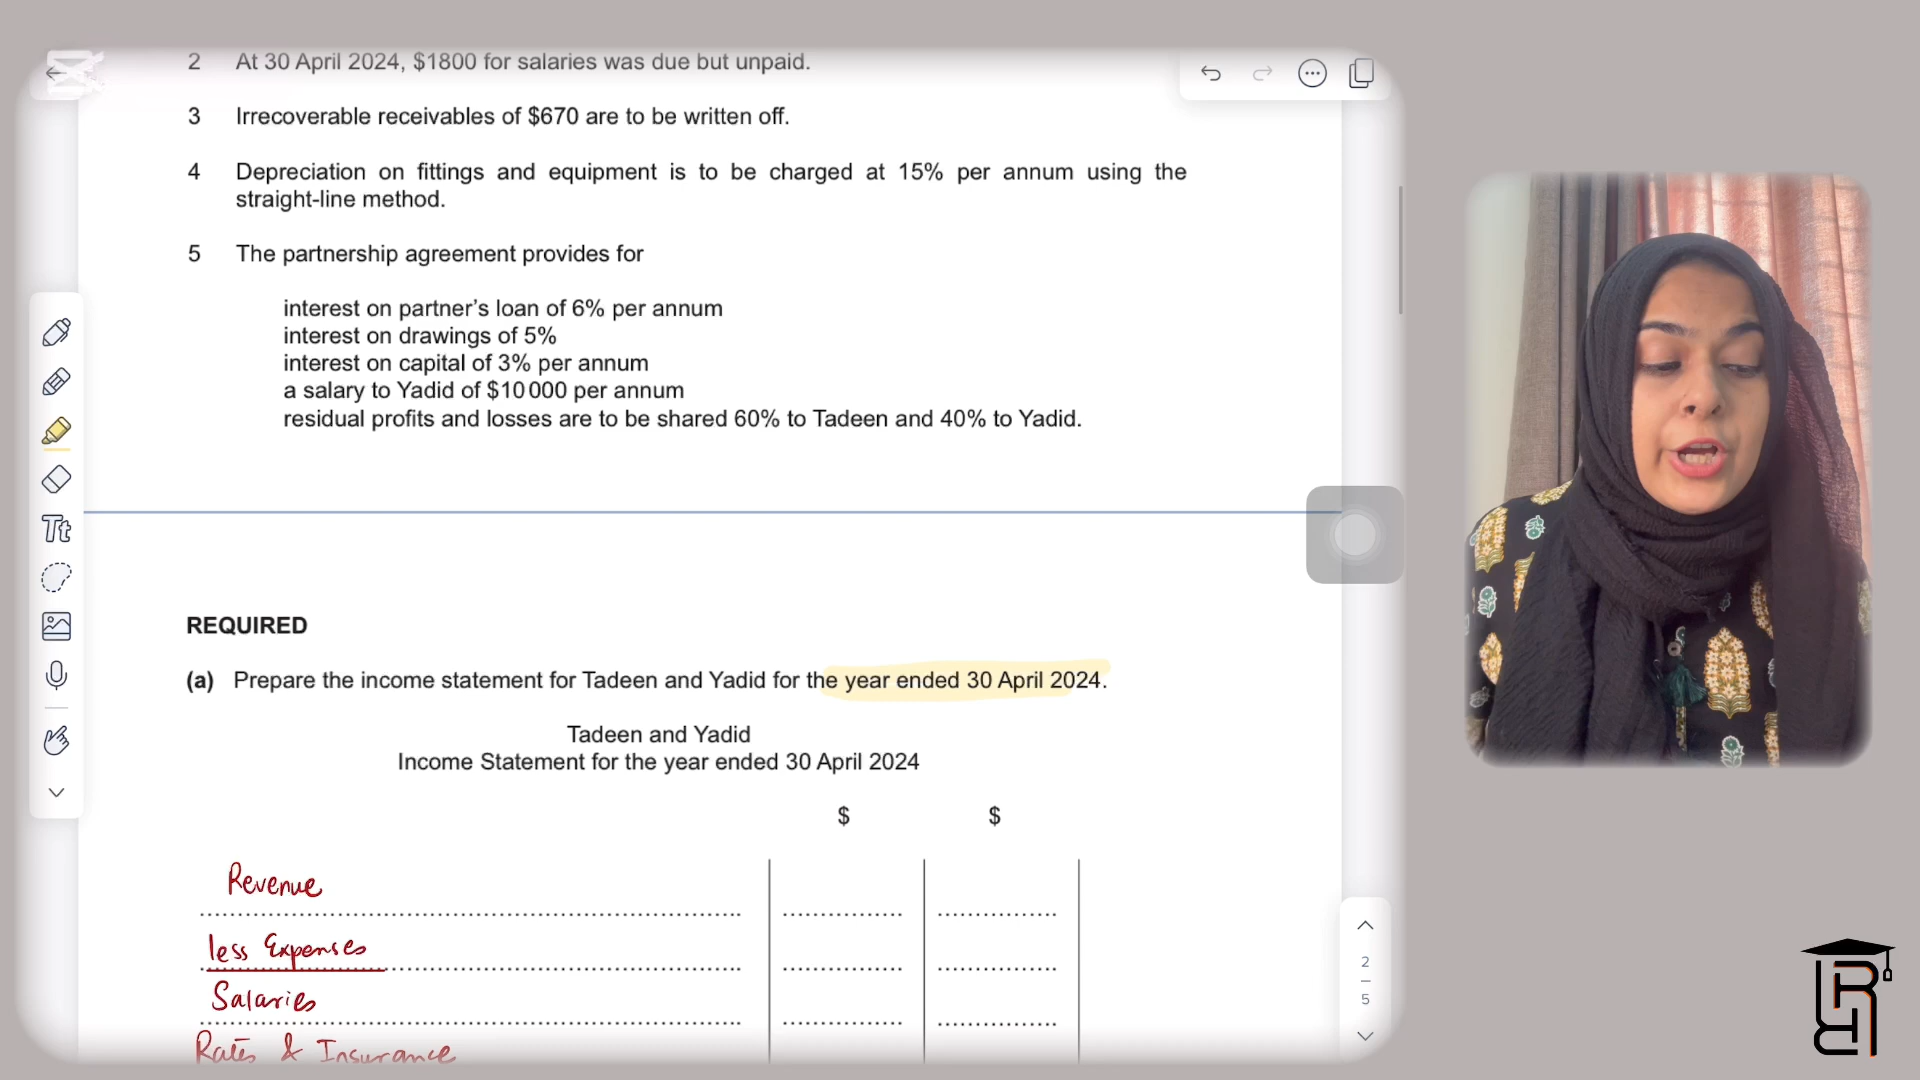 2 At 30 April 2024, $1800 for salaries was due but unpaid.
3 Irrecoverable receivables of $670 are to be written off.
4 Depreciation on fittings and equipment is to be charged at 15% per annum using the
straight-line method.
5 The partnership agreement provides for
interest on partner's loan of 6% per annum
interest on drawings of 5%
interest on capital of 3% per annum
a salary to Yadid of $10 000 per annum
residual profits and losses are to be shared 60% to Tadeen and 40% to Yadid.
Tt
REQUIRED
(a) Prepare the income statement for Tadeen and Yadid for the year ended 30 April 2024.
Tadeen and Yadid
Income Statement for the year ended 30 April 2024
$ $
Revenue
less Expenses
Salaries
Rates & Insurance
2
5